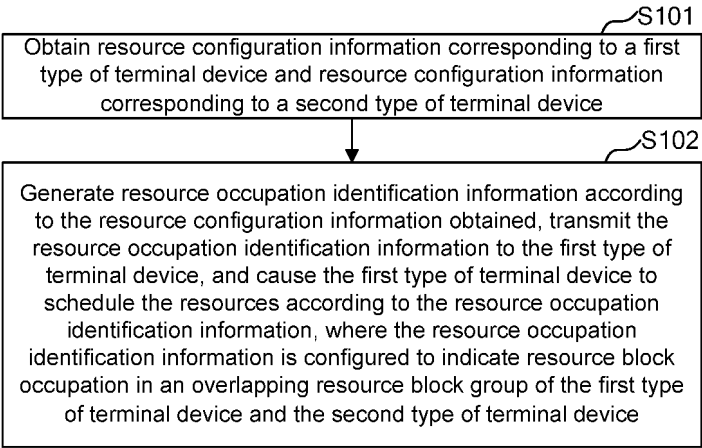 S101
Obtain resource configuration information corresponding to a first
type of terminal device and resource configuration information
corresponding to a second type of terminal device
S102
Generate resource occupation identification information according
to the resource configuration information obtained, transmit the
resource occupation identification information to the first type of
terminal device, and cause the first type of terminal device to
schedule the resources according to the resource occupation
identification information, where the resource occupation
identification information is configured to indicate resource block
occupation in an overlapping resource block group of the first type
of terminal device and the second type of terminal device